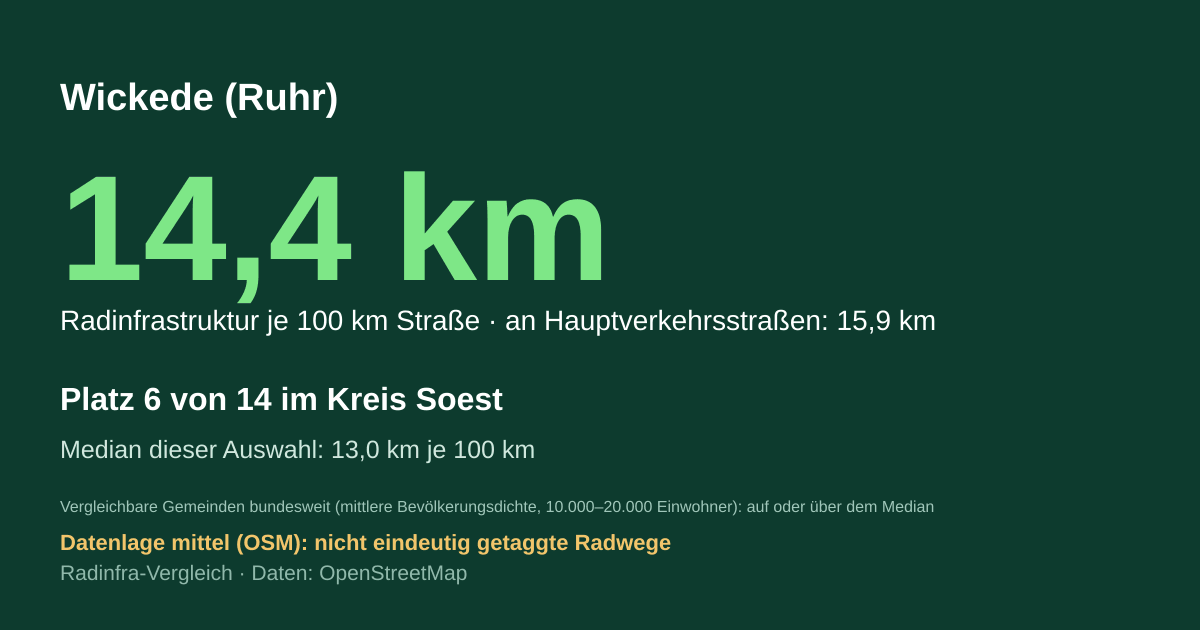 Wickede (Ruhr)
14,4 km
Radinfrastruktur je 100 km Straße · an Hauptverkehrsstraßen: 15,9 km
Platz 6 von 14 im Kreis Soest
Median dieser Auswahl: 13,0 km je 100 km
Vergleichbare Gemeinden bundesweit (mittlere Bevölkerungsdichte, 10.000–20.000 Einwohner): auf oder über dem Median
Datenlage mittel (OSM): nicht eindeutig getaggte Radwege
Radinfra-Vergleich · Daten: OpenStreetMap